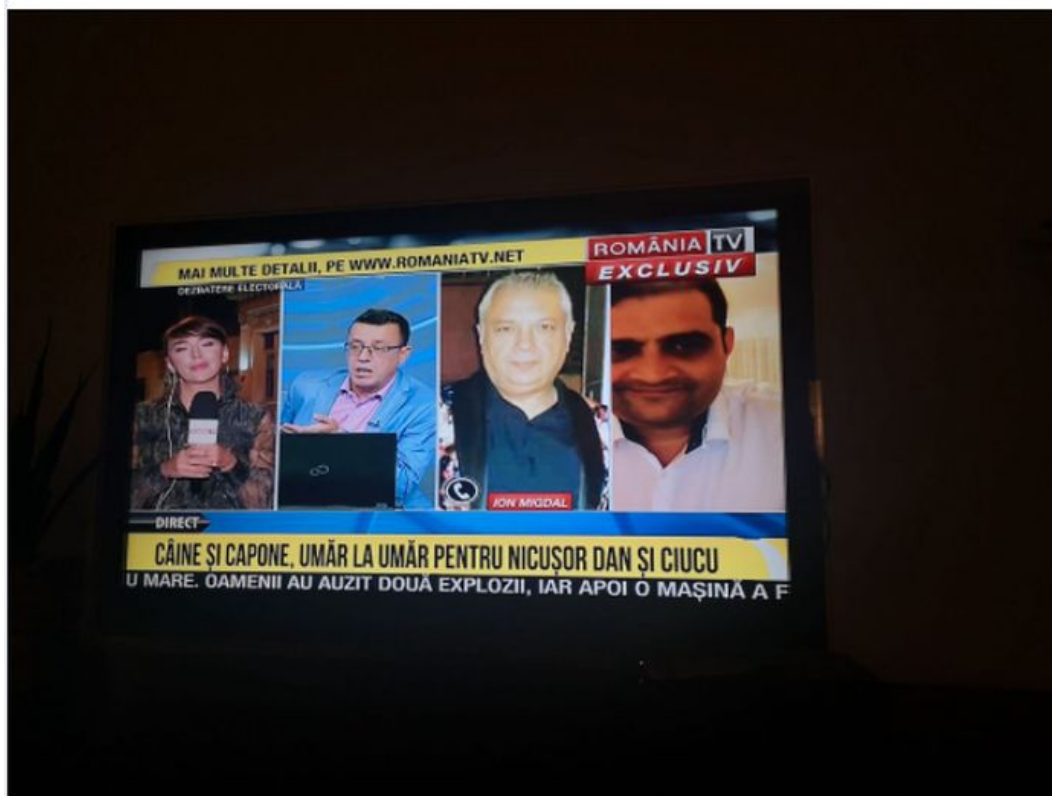 MAI MULTE DETALII, PE WWW.ROMANIATV.NET
ROMÂNIA TV
EXCLUSIV
DEZBATERE ELECTORALĂ
ION MIGDAL
DIRECT
CÂINE ȘI CAPONE, UMĂR LA UMĂR PENTRU NICUȘOR DAN ȘI CIUCU
U MARE. OAMENII AU AUZIT DOUĂ EXPLOZII, IAR APOI O MAȘINĂ A F